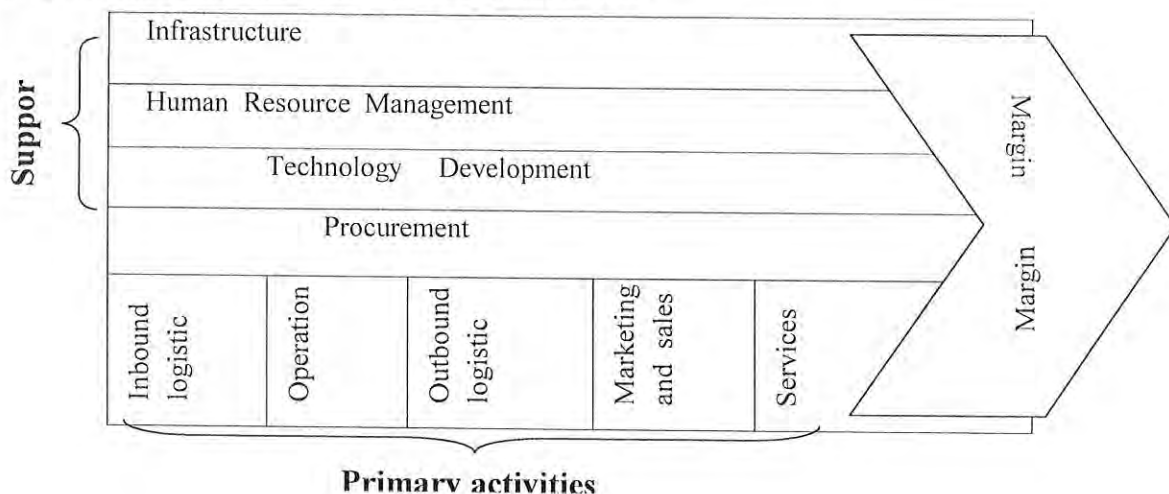 Infrastructure
Human Resource Management
Technology Development
Procurement
Suppor
Inbound
logistic
Operation
Outbound
logistic
Marketing
and sales
Services
Margin
Margin
Primary activities